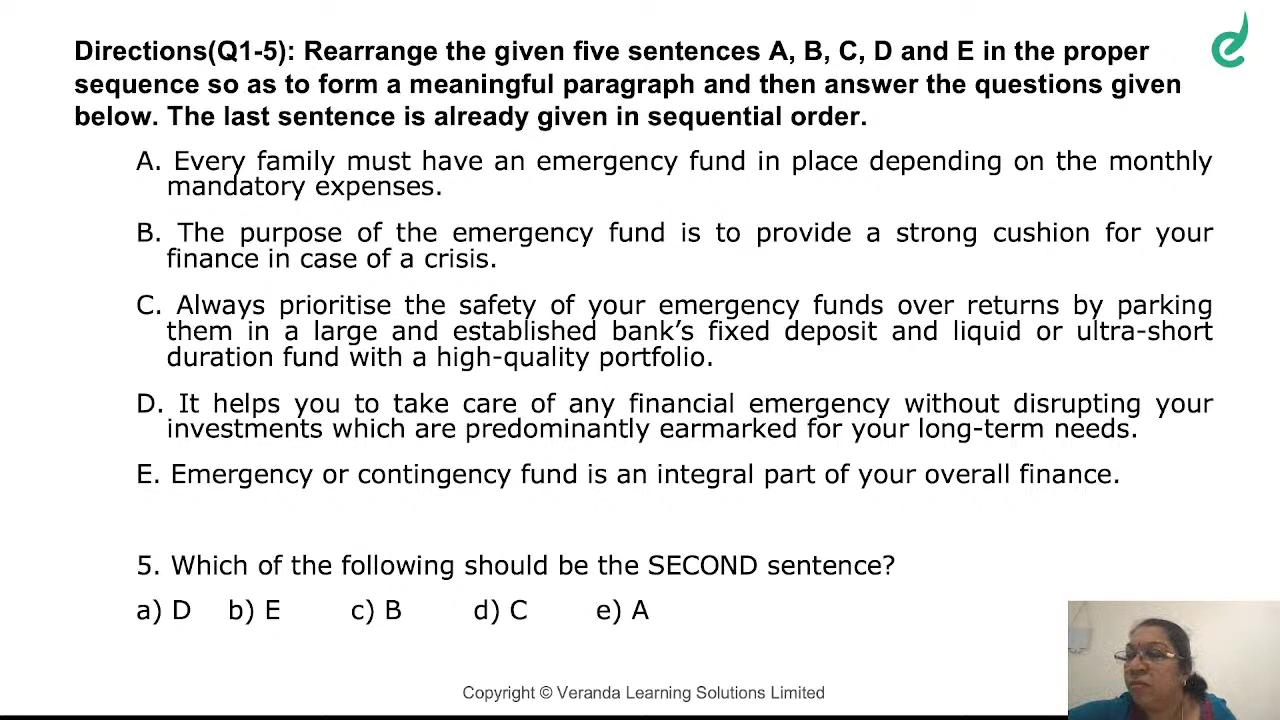 Directions(Q1-5): Rearrange the given five sentences A, B, C, D and E in the proper
sequence so as to form a meaningful paragraph and then answer the questions given
below. The last sentence is already given in sequential order.
A. Every family must have an emergency fund in place depending on the monthly
mandatory expenses.
B. The purpose of the emergency fund is to provide a strong cushion for your
finance in case of a crisis.
C. Always prioritise the safety of your emergency funds over returns by parking
them in a large and established bank’s fixed deposit and liquid or ultra-short
duration fund with a high-quality portfolio.
D. It helps you to take care of any financial emergency without disrupting your
investments which are predominantly earmarked for your long-term needs.
E. Emergency or contingency fund is an integral part of your overall finance.
5. Which of the following should be the SECOND sentence?
a) D b) E c) B d) C e) A
Copyright © Veranda Learning Solutions Limited